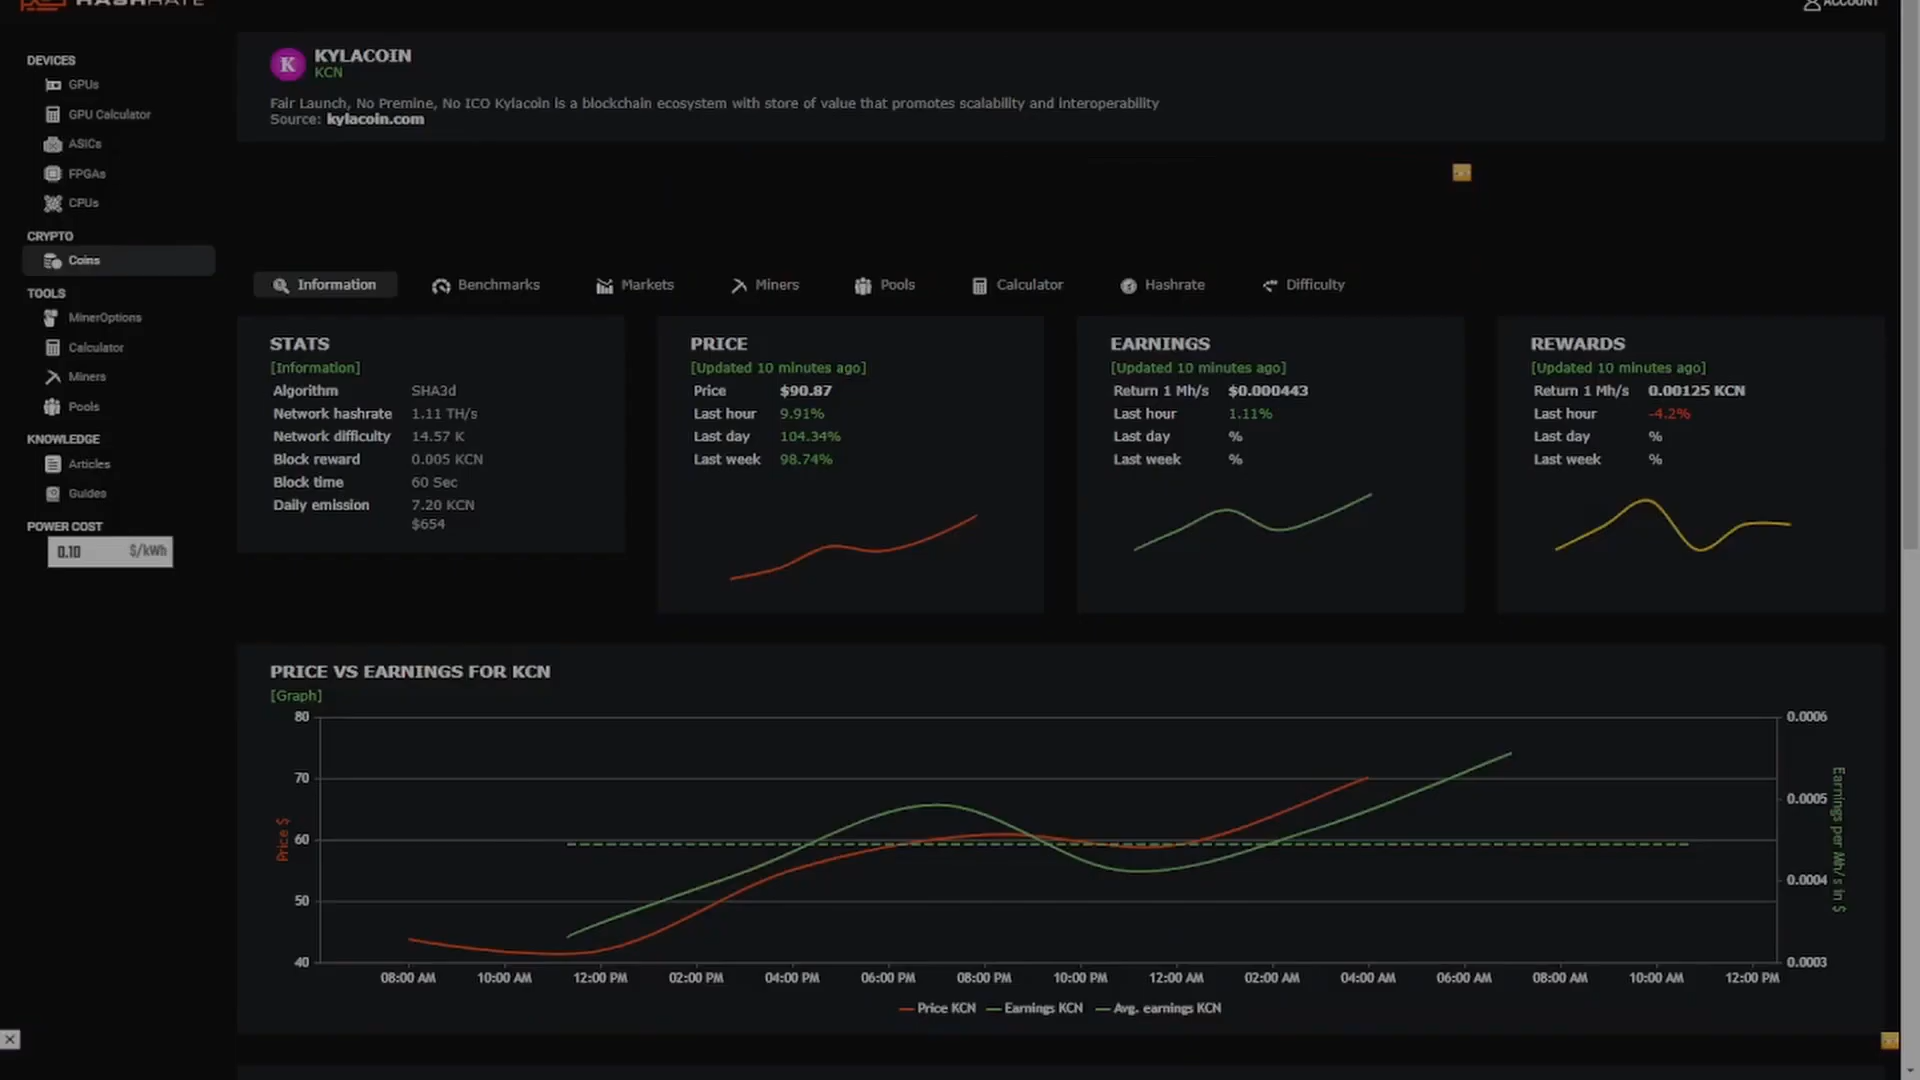 HASHRATE
ACCOUNT
DEVICES
GPUs
GPU Calculator
ASICs
FPGAs
CPUs
CRYPTO
Coins
TOOLS
MinerOptions
Calculator
Miners
Pools
KNOWLEDGE
Articles
Guides
POWER COST
0.10 $/kWh
K
KYLACOIN
KCN
Fair Launch, No Premine, No ICO Kylacoin is a blockchain ecosystem with store of value that promotes scalability and interoperability
Source: kylacoin.com
Information Benchmarks Markets Miners Pools Calculator Hashrate Difficulty
STATS
[Information]
Algorithm SHA3d
Network hashrate 1.11 TH/s
Network difficulty 14.57 K
Block reward 0.005 KCN
Block time 60 Sec
Daily emission 7.20 KCN
$654
PRICE
[Updated 10 minutes ago]
Price $90.87
Last hour 9.91%
Last day 104.34%
Last week 98.74%
EARNINGS
[Updated 10 minutes ago]
Return 1 Mh/s $0.000443
Last hour 1.11%
Last day %
Last week %
REWARDS
[Updated 10 minutes ago]
Return 1 Mh/s 0.00125 KCN
Last hour -4.2%
Last day %
Last week %
PRICE VS EARNINGS FOR KCN
[Graph]
80
70
60
50
40
Price $
0.0006
0.0005
0.0004
0.0003
Earnings per Mh/s in $
08:00 AM 10:00 AM 12:00 PM 02:00 PM 04:00 PM 06:00 PM 08:00 PM 10:00 PM 12:00 AM 02:00 AM 04:00 AM 06:00 AM 08:00 AM 10:00 AM 12:00 PM
Price KCN Earnings KCN Avg. earnings KCN